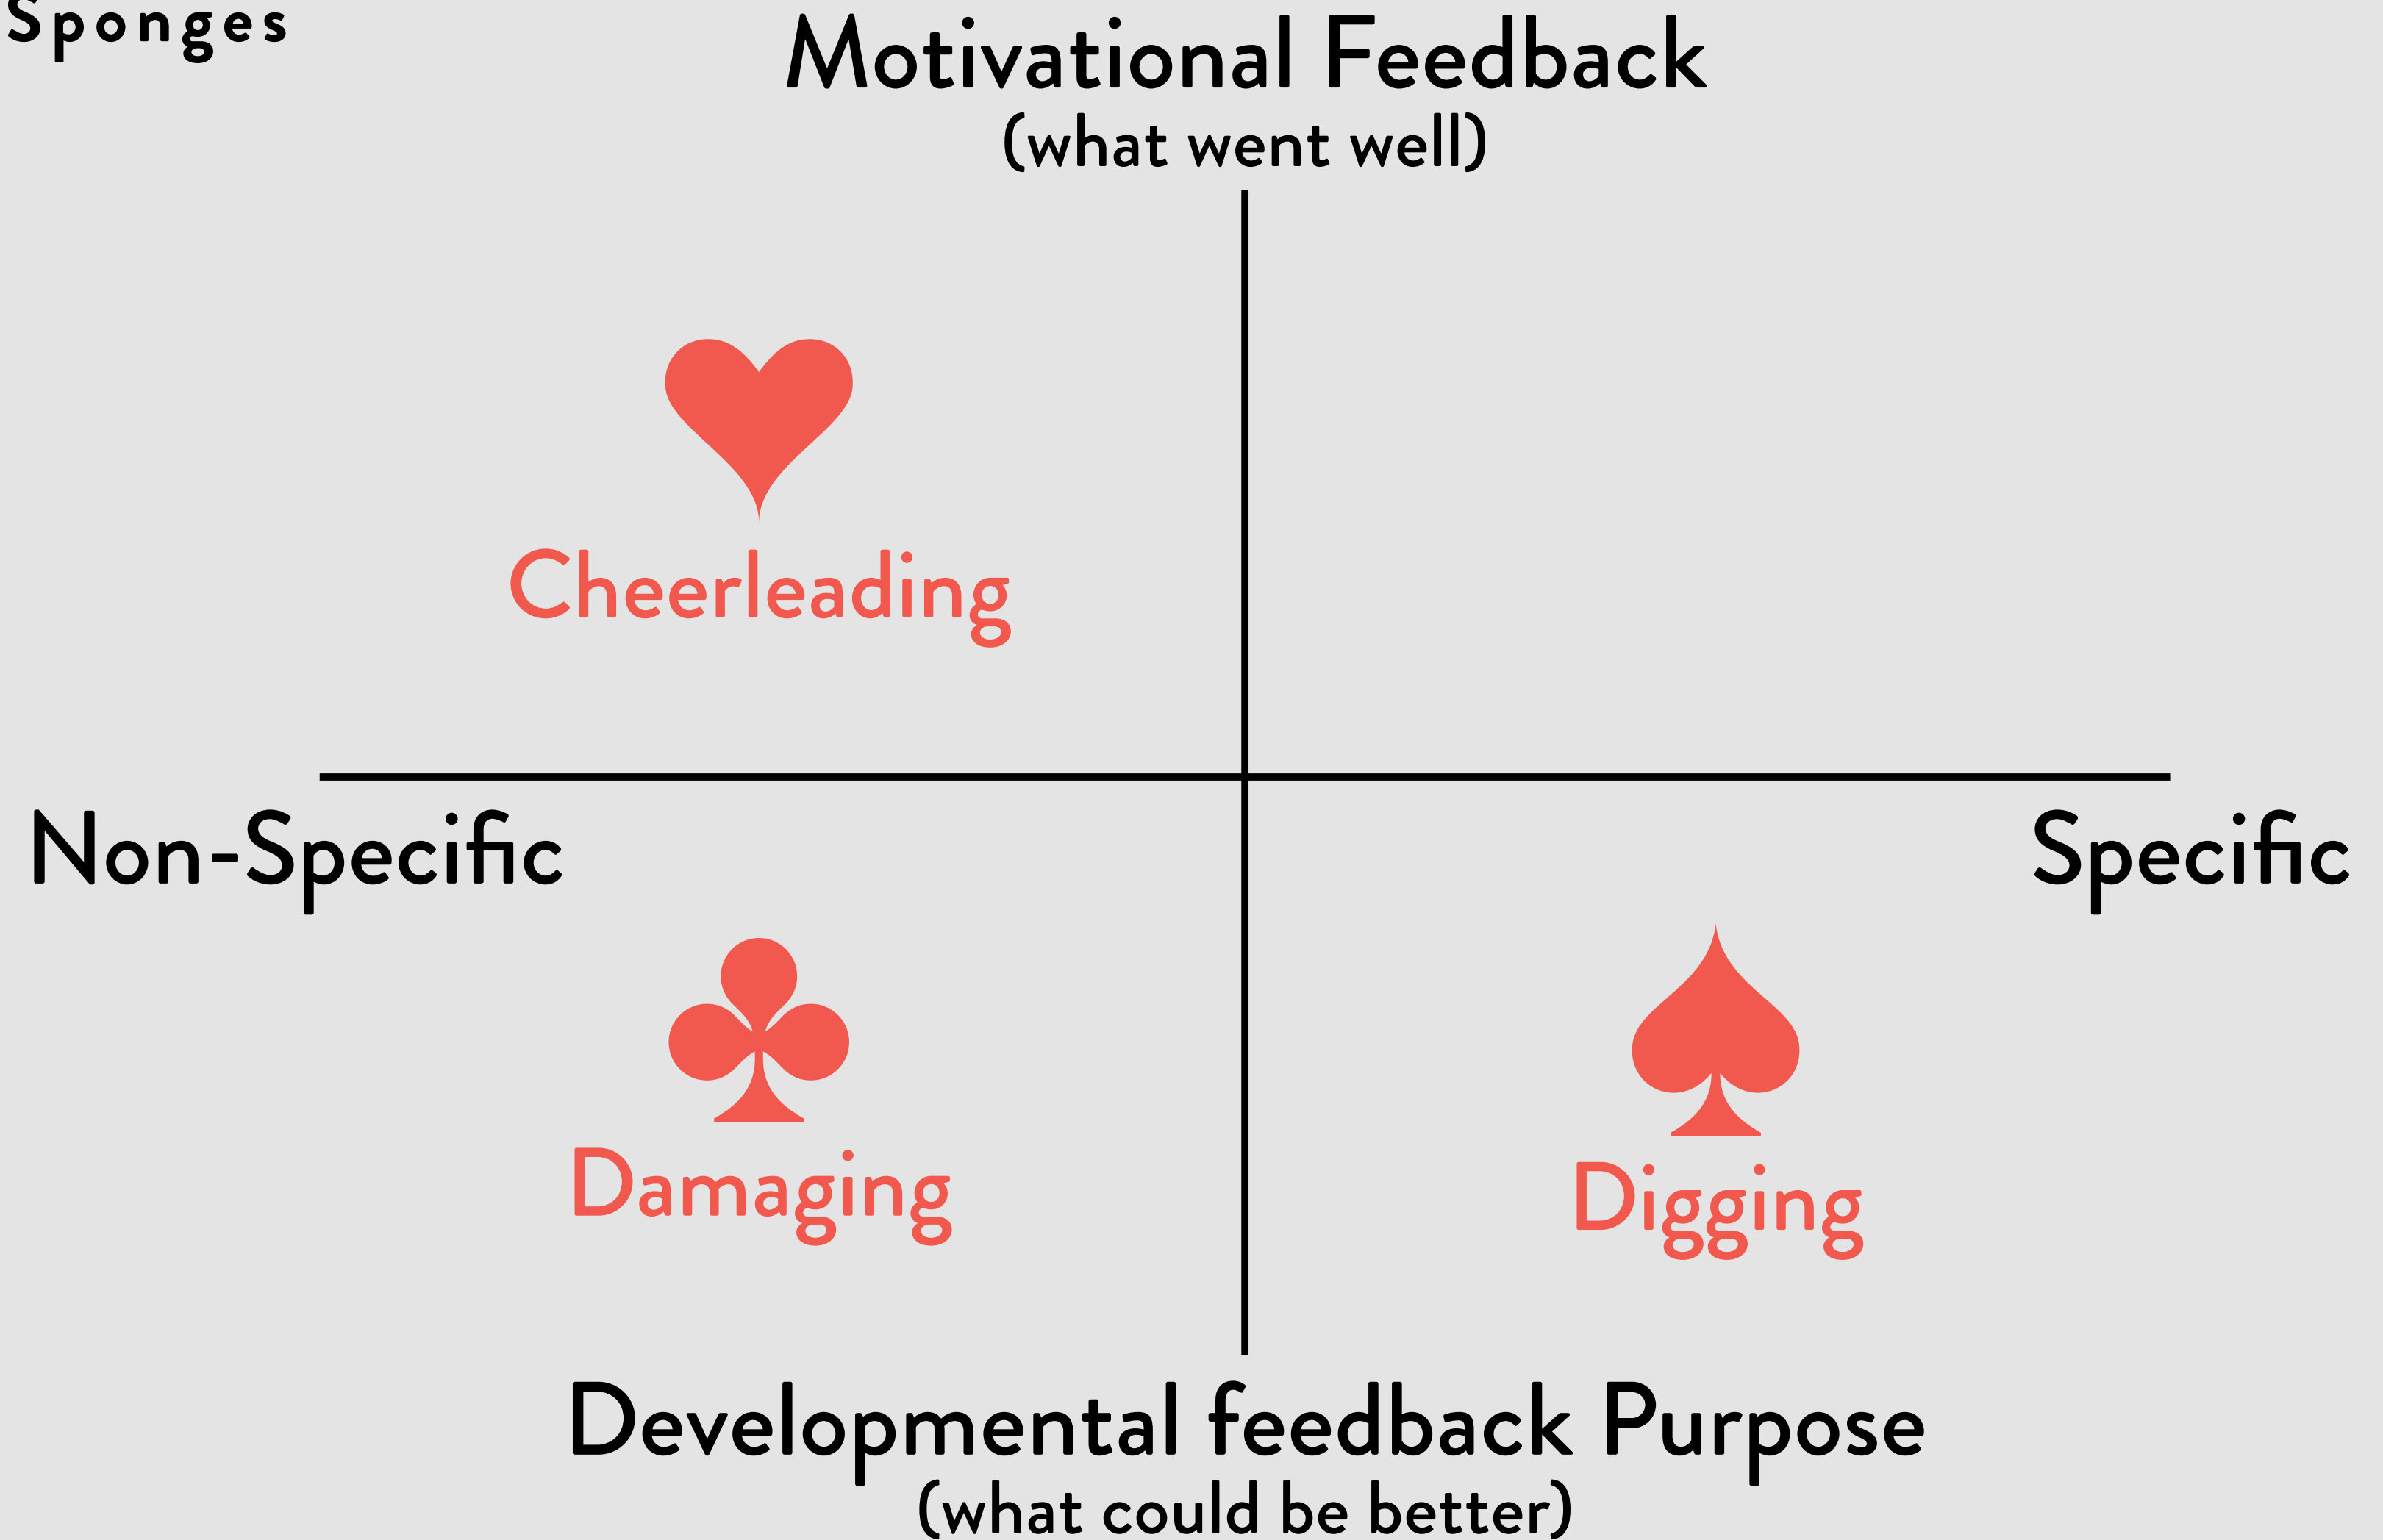 Sponges
Motivational Feedback
(what went well)
Cheerleading
Non-Specific
Specific
Damaging
Digging
Developmental feedback Purpose
(what could be better)